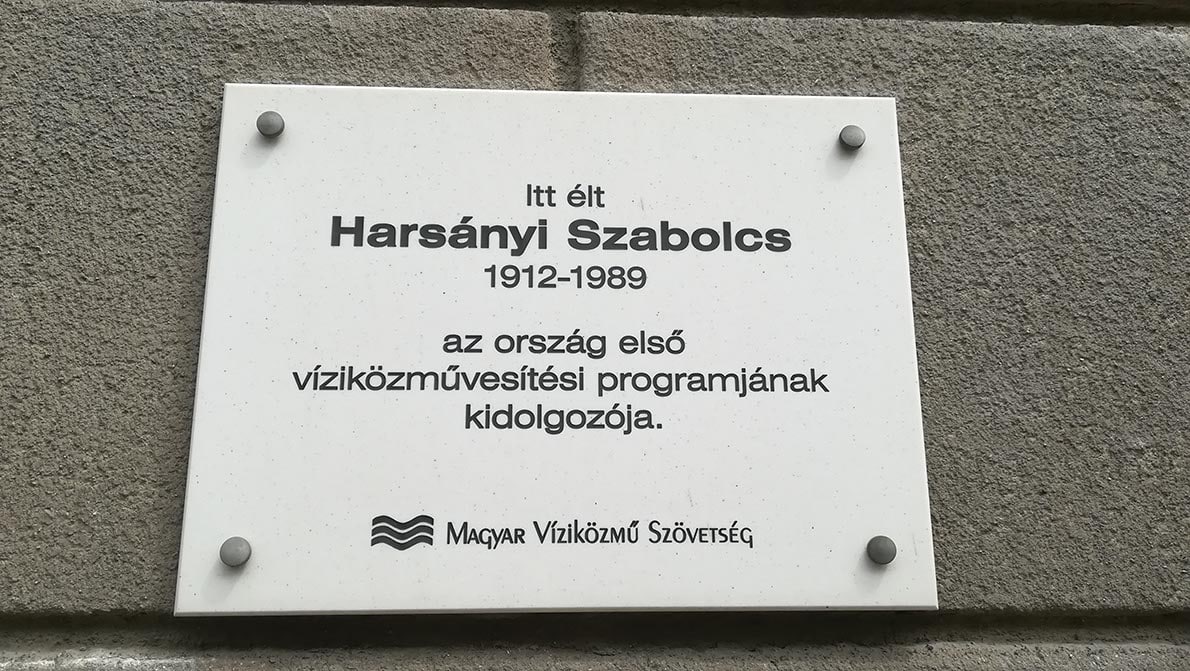 Itt élt
Harsányi Szabolcs
1912-1989
az ország első
víziközművesítési programjának
kidolgozója.
Magyar Víziközmű Szövetség